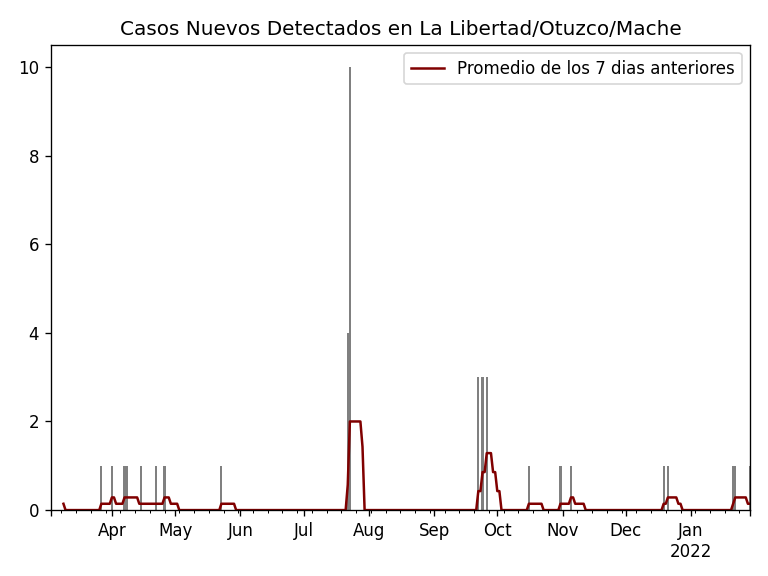 Casos Nuevos Detectados en La Libertad/Otuzco/Mache
Promedio de los 7 dias anteriores
10
8
6
4
2
0
Apr May Jun Jul Aug Sep Oct Nov Dec Jan
2022